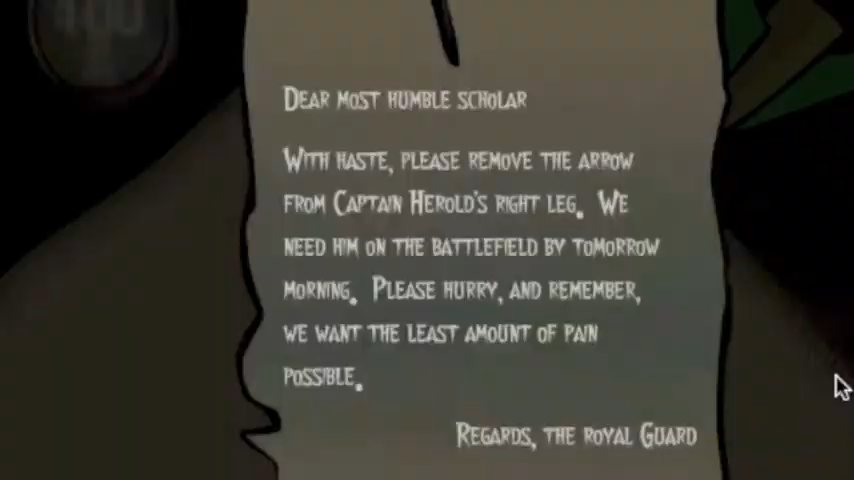 Dear most humble scholar
With haste, please remove the arrow
from Captain Herold's right leg. We
need him on the battlefield by tomorrow
morning. Please hurry, and remember,
we want the least amount of pain
possible.
Regards, the royal Guard